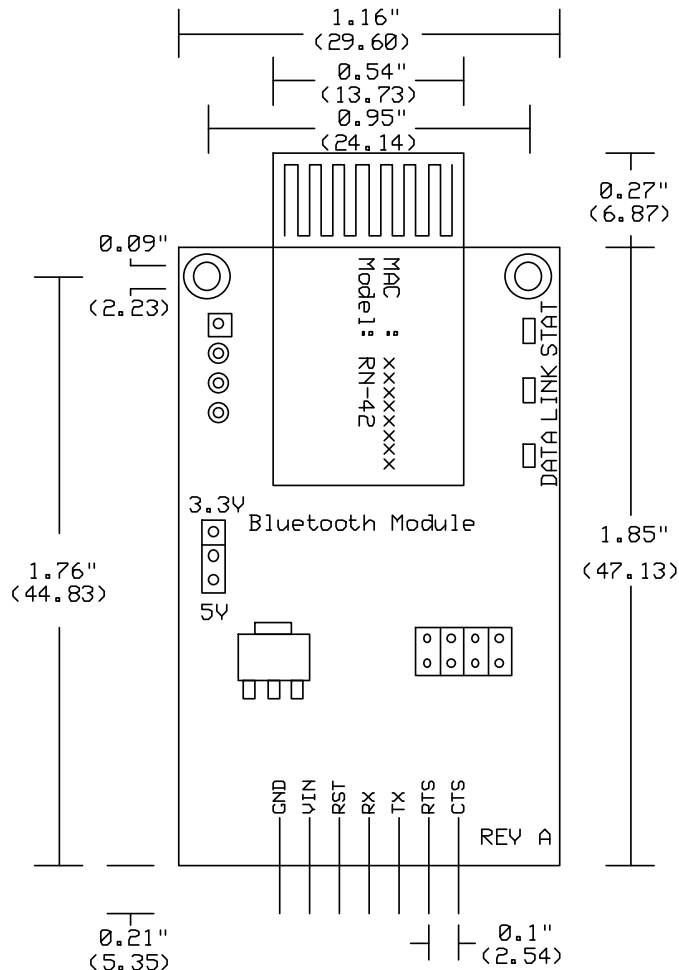 1.16"
(29.60)
0.54"
(13.73)
0.95"
(24.14)
0.27"
(6.87)
0.09"
(2.23)
MAC : xxxxxxxxxx
Model: RN-42
STAT
LINK
DATA
3.3V
Bluetooth Module
5V
1.76"
(44.83)
1.85"
(47.13)
GND
VIN
RST
RX
TX
RTS
CTS
REV A
0.21"
(5.35)
0.1"
(2.54)